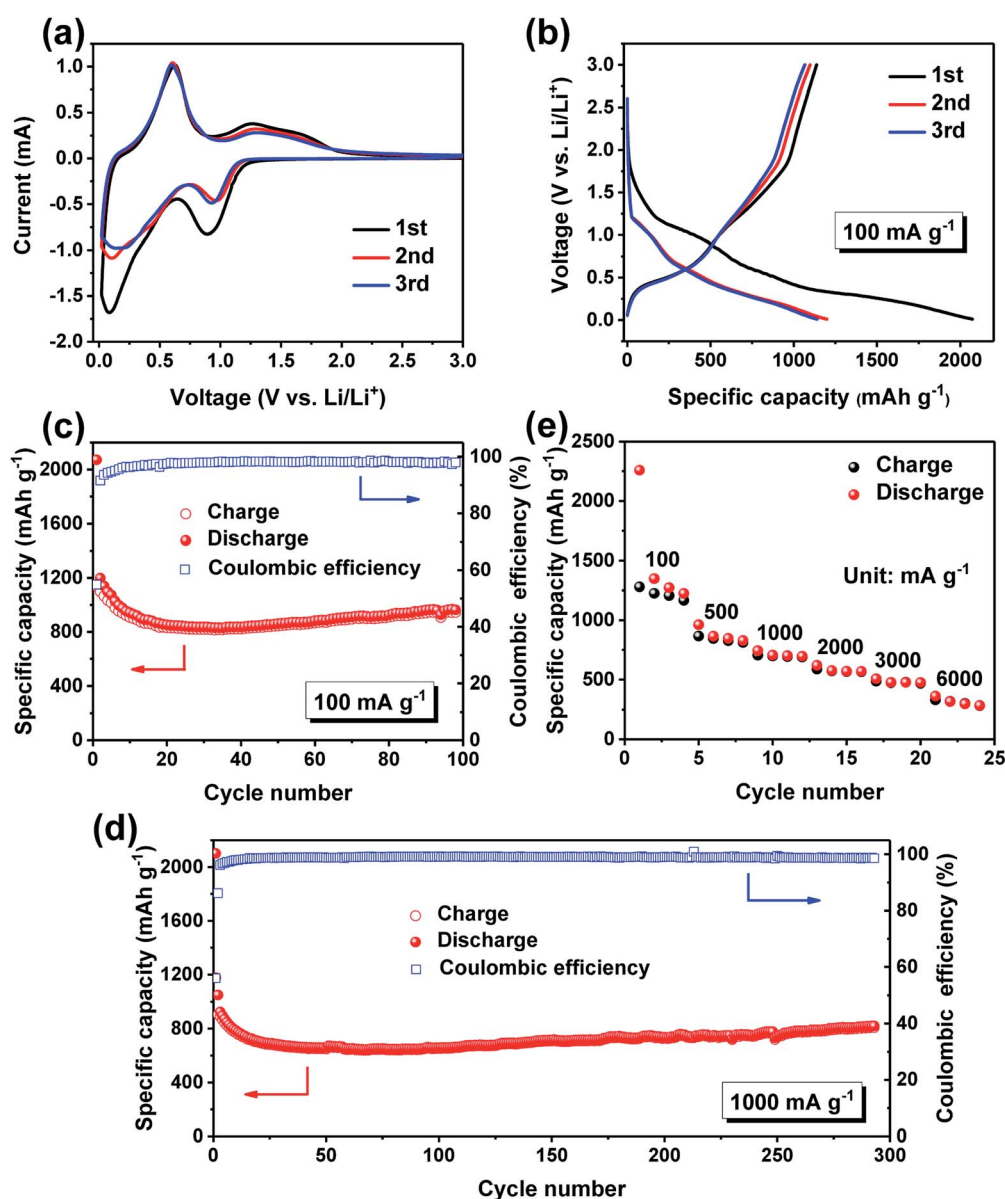 (a)
Current (mA)
1.0
0.5
0.0
-0.5
-1.0
-1.5
-2.0
1st
2nd
3rd
0.0 0.5 1.0 1.5 2.0 2.5 3.0
Voltage (V vs. Li/Li⁺)
(b)
Voltage (V vs. Li/Li⁺)
3.0
2.5
2.0
1.5
1.0
0.5
0.0
1st
2nd
3rd
100 mA g⁻¹
0 500 1000 1500 2000
Specific capacity (mAh g⁻¹)
(c)
Specific capacity (mAh g⁻¹)
2000
1600
1200
800
400
0
Charge
Discharge
Coulombic efficiency
100 mA g⁻¹
100
80
60
40
20
0
Coulombic efficiency (%)
0 20 40 60 80 100
Cycle number
(e)
Specific capacity (mAh g⁻¹)
2500
2000
1500
1000
500
0
Charge
Discharge
Unit: mA g⁻¹
100
500
1000
2000
3000
6000
0 5 10 15 20 25
Cycle number
(d)
Specific capacity (mAh g⁻¹)
2000
1600
1200
800
400
0
Charge
Discharge
Coulombic efficiency
1000 mA g⁻¹
100
80
60
40
20
0
Coulombic efficiency (%)
0 50 100 150 200 250 300
Cycle number